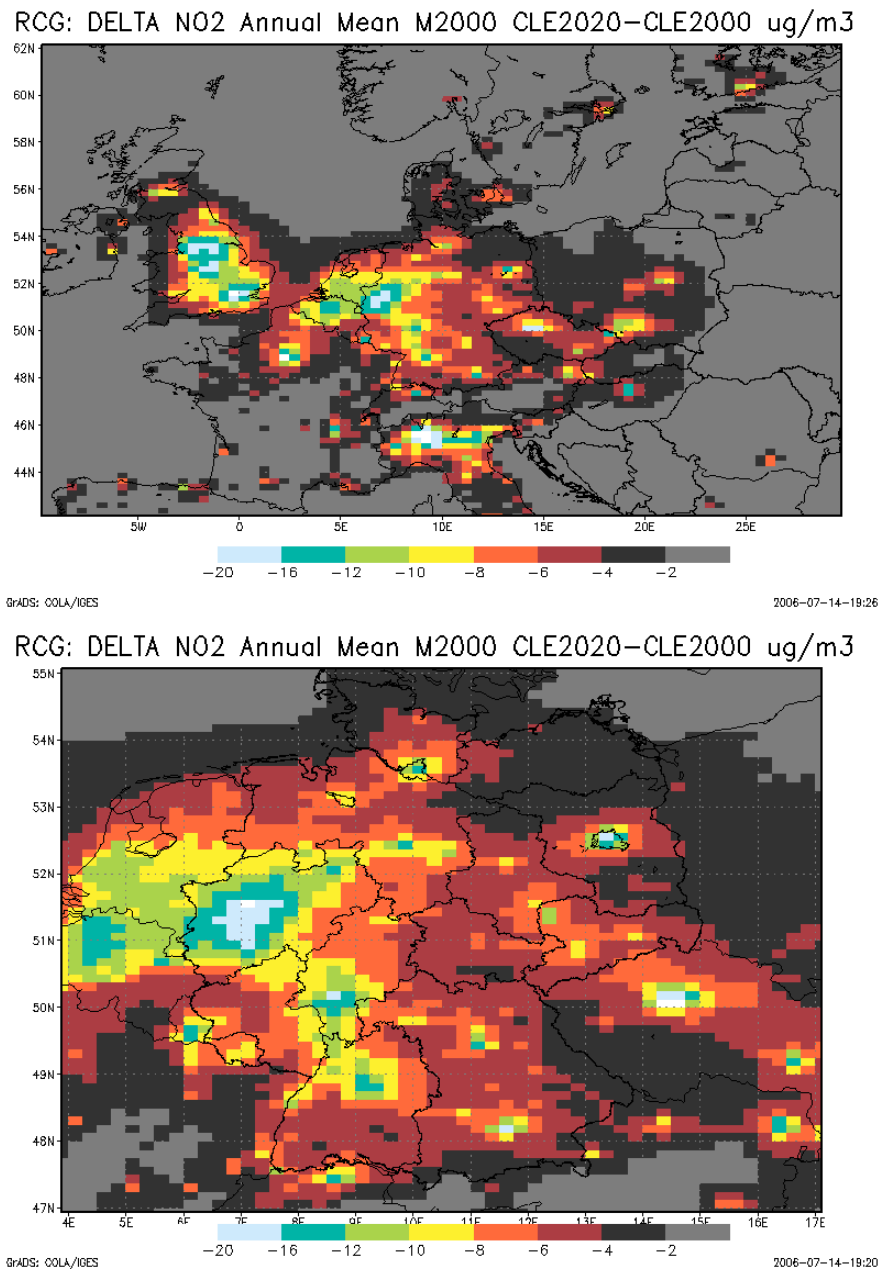 RCG: DELTA NO2 Annual Mean M2000 CLE2020-CLE2000 ug/m3
62N
60N
58N
56N
54N
52N
50N
48N
46N
44N
5W 0 5E 10E 15E 20E 25E
-20 -16 -12 -10 -8 -6 -4 -2
GrADS: COLA/IGES 2006-07-14-19:26
RCG: DELTA NO2 Annual Mean M2000 CLE2020-CLE2000 ug/m3
55N
54N
53N
52N
51N
50N
49N
48N
47N
4E 5E 6E 7E 8E 9E 10E 11E 12E 13E 14E 15E 16E 17E
-20 -16 -12 -10 -8 -6 -4 -2
GrADS: COLA/IGES 2006-07-14-19:20